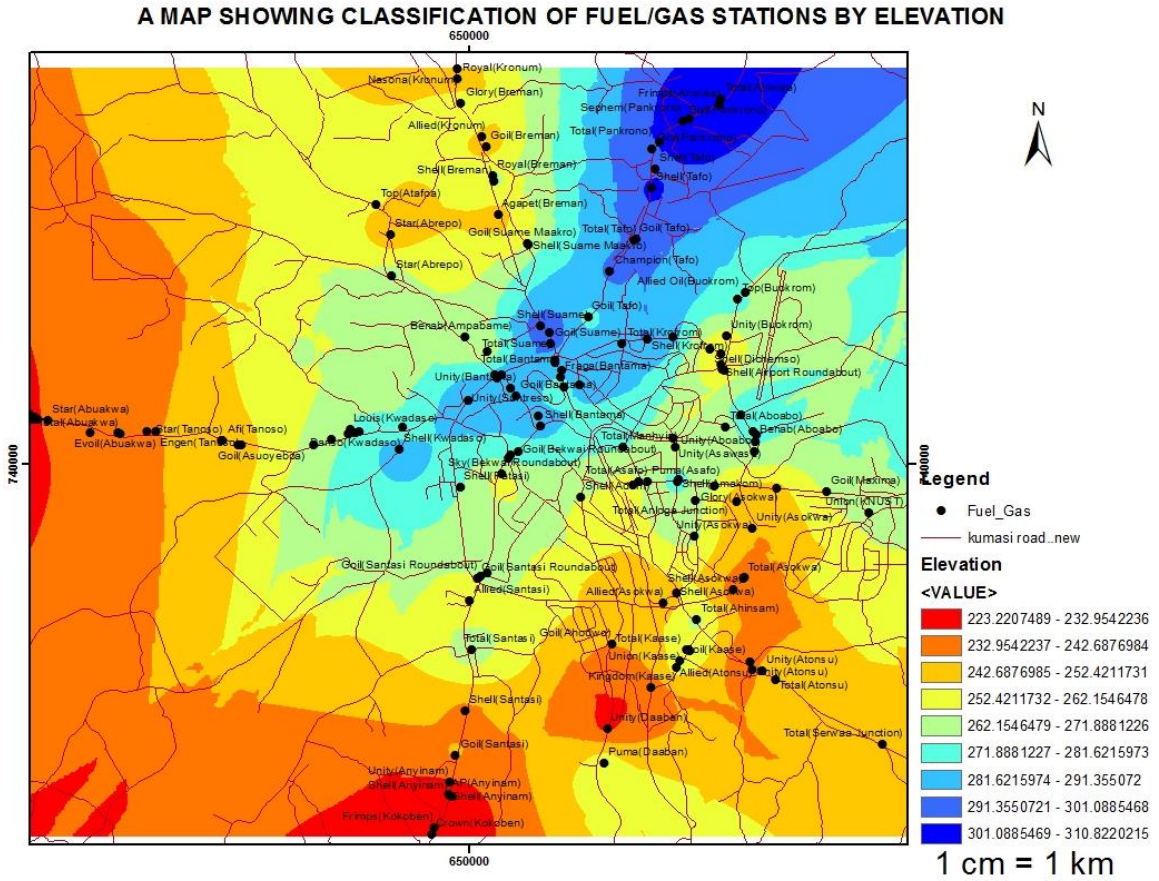 A MAP SHOWING CLASSIFICATION OF FUEL/GAS STATIONS BY ELEVATION
650000
Royal(Kronum)
Nasona(Kronum)
Glory(Breman)
Sephem(Pankrono)
Allied(Kronum)
Goil(Breman)
Total(Pankrono)
Shell(Breman)
Royal(Breman)
Shell(Tafo)
Shell(Tafo)
Top(Atafoa)
Agapet(Breman)
Star(Abrepo)
Goil(Suame Maakro)
Total(Tafo)
Goil(Tafo)
Shell(Suame Maakro)
Star(Abrepo)
Champion(Tafo)
Allied Oil(Buokrom)
Top(Buokrom)
Goil(Tafo)
Shell(Suame)
Benab(Ampabame)
Goil(Suame)
Total(Krofrom)
Unity(Buokrom)
Total(Suame)
Shell(Krofrom)
Total(Bantama)
Fraga(Bantama)
Shell(Dichemso)
Shell(Airport Roundabout)
Unity(Bantama)
Goil(Bantama)
Unity(Santreso)
Star(Abuakwa)
Louis(Kwadaso)
Shell(Bantama)
Total(Aboabo)
Total(Abuakwa)
Star(Tanoso)
Afi(Tanoso)
Benab(Aboabo)
Evoil(Abuakwa)
Engen(Tanoso)
Shell(Kwadaso)
Total(Manhyia)
Unity(Aboabo)
Goil(Asuoyeboa)
Goil(Bekwai Roundabout)
Unity(Asawasi)
Sky(Bekwai Roundabout)
740000
740000
Shell(Patasi)
Total(Asafo)
Puma(Asafo)
Goil(Maxima)
Shell(Amakom)
Glory(Asokwa)
Union(KNUST)
Total(Anloga Junction)
Unity(Asokwa)
Unity(Asokwa)
Goil(Santasi Roundabout)
Goil(Santasi Roundabout)
Total(Asokwa)
Shell(Asokwa)
Allied(Santasi)
Allied(Asokwa)
Shell(Asokwa)
Total(Ahinsam)
Total(Santasi)
Goil(Ahodwo)
Total(Kaase)
Union(Kaase)
Goil(Kaase)
Unity(Atonsu)
Kingdom(Kaase)
Allied(Atonsu)
Total(Atonsu)
Shell(Santasi)
Unity(Daaban)
Total(Serwaa Junction)
Goil(Santasi)
Puma(Daaban)
Unity(Anyinam)
Shell(Anyinam)
AP(Anyinam)
Shell(Anyinam)
Frimps(Kokoben)
Crown(Kokoben)
650000
N
Legend
Fuel_Gas
kumasi road..new
Elevation
<VALUE>
223.2207489 - 232.9542236
232.9542237 - 242.6876984
242.6876985 - 252.4211731
252.4211732 - 262.1546478
262.1546479 - 271.8881226
271.8881227 - 281.6215973
281.6215974 - 291.355072
291.3550721 - 301.0885468
301.0885469 - 310.8220215
1 cm = 1 km